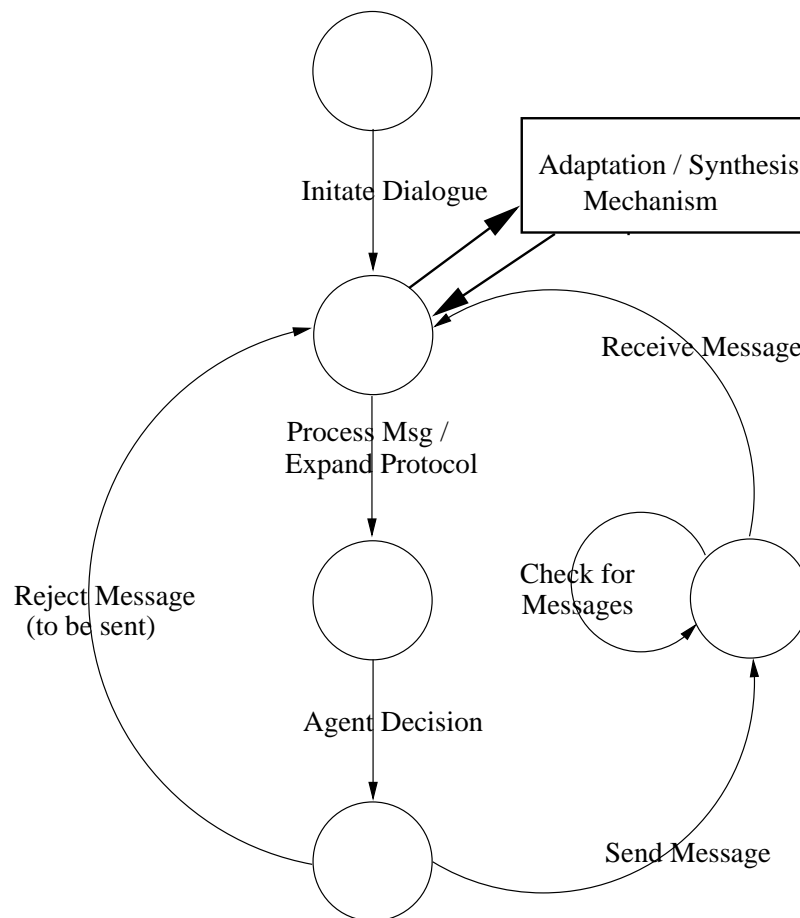 Adaptation / Synthesis
Mechanism
Initate Dialogue
Receive Message
Process Msg /
Expand Protocol
Check for
Messages
Reject Message
(to be sent)
Agent Decision
Send Message